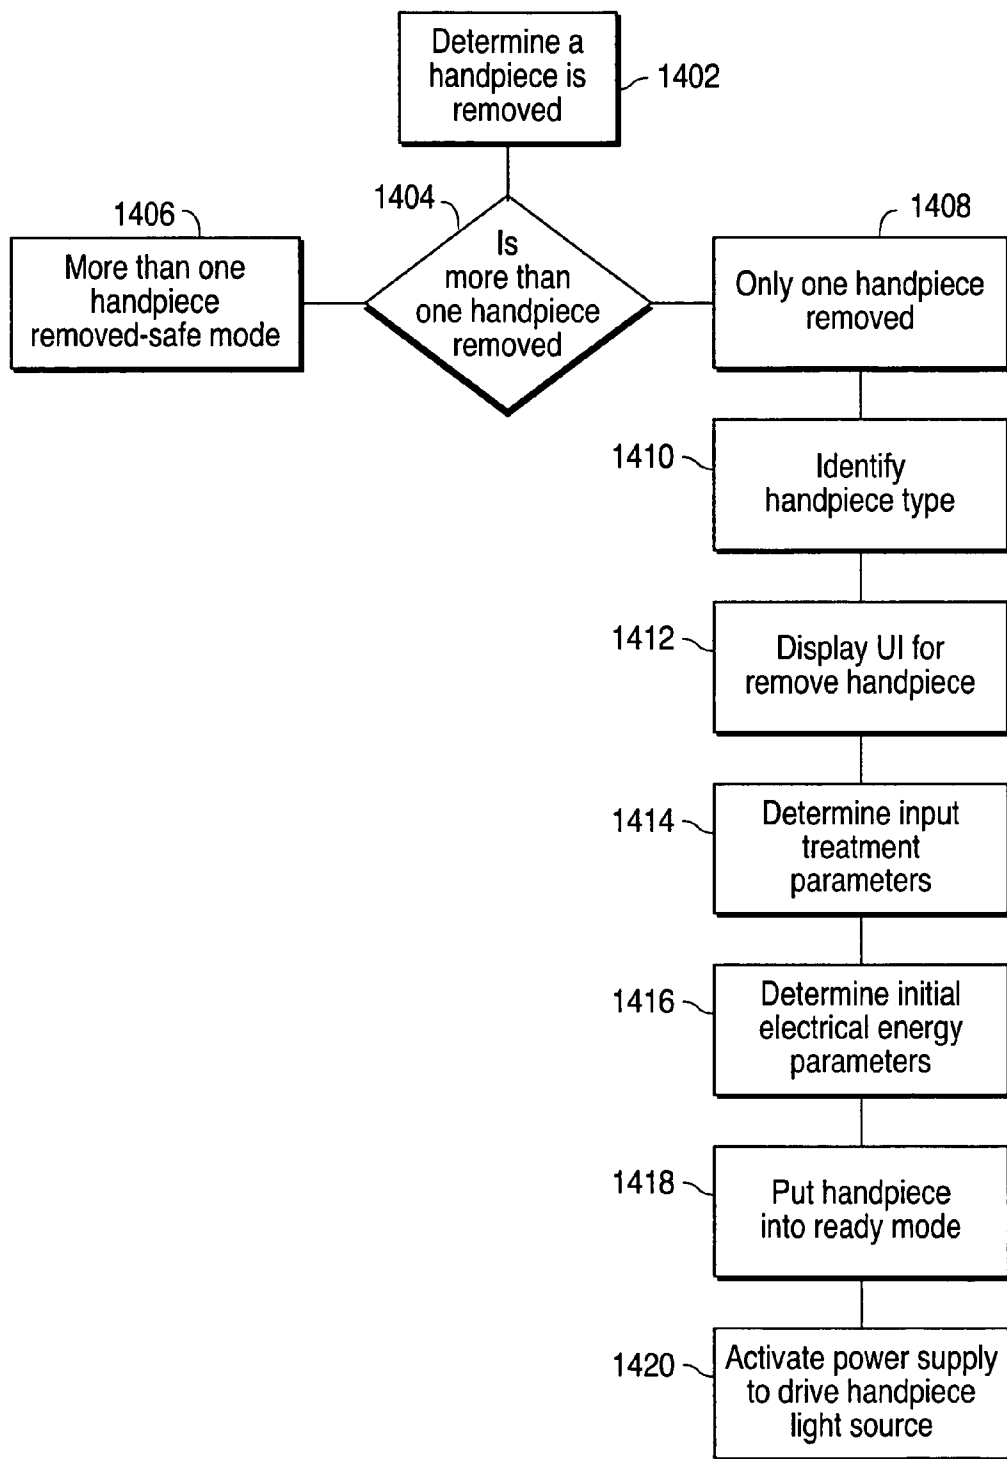 Determine a
handpiece is
removed
1402
1404
1406
1408
Is
more than
one handpiece
removed
More than one
handpiece
removed-safe mode
Only one handpiece
removed
1410
Identify
handpiece type
1412
Display UI for
remove handpiece
1414
Determine input
treatment
parameters
1416
Determine initial
electrical energy
parameters
1418
Put handpiece
into ready mode
1420
Activate power supply
to drive handpiece
light source